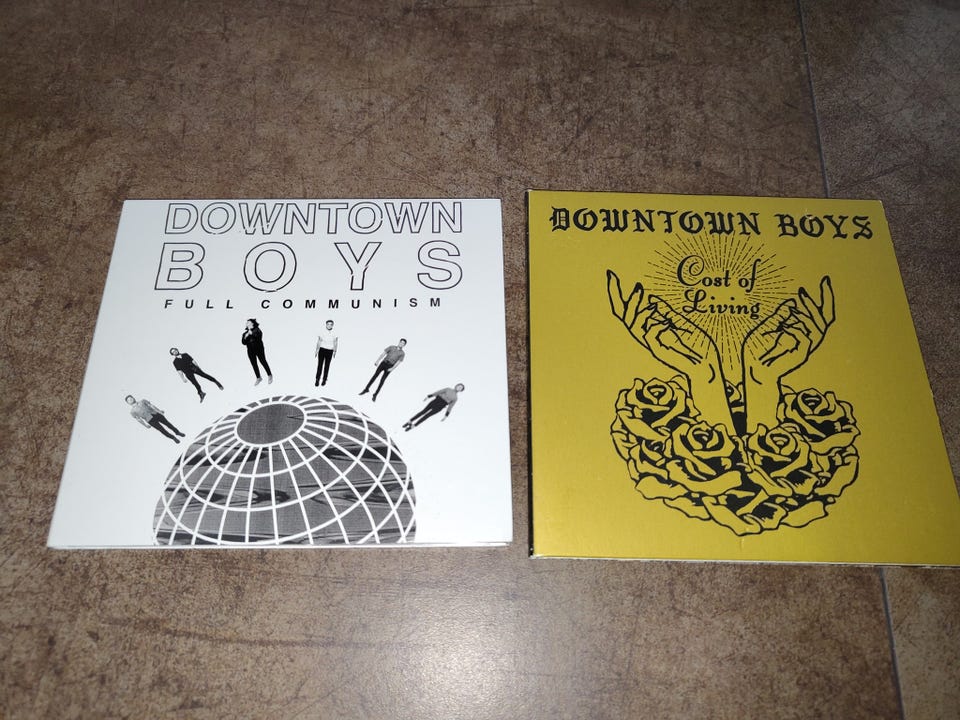 DOWNTOWN
BOYS
FULL COMMUNISM
DOWNTOWN BOYS
Cost of
Living